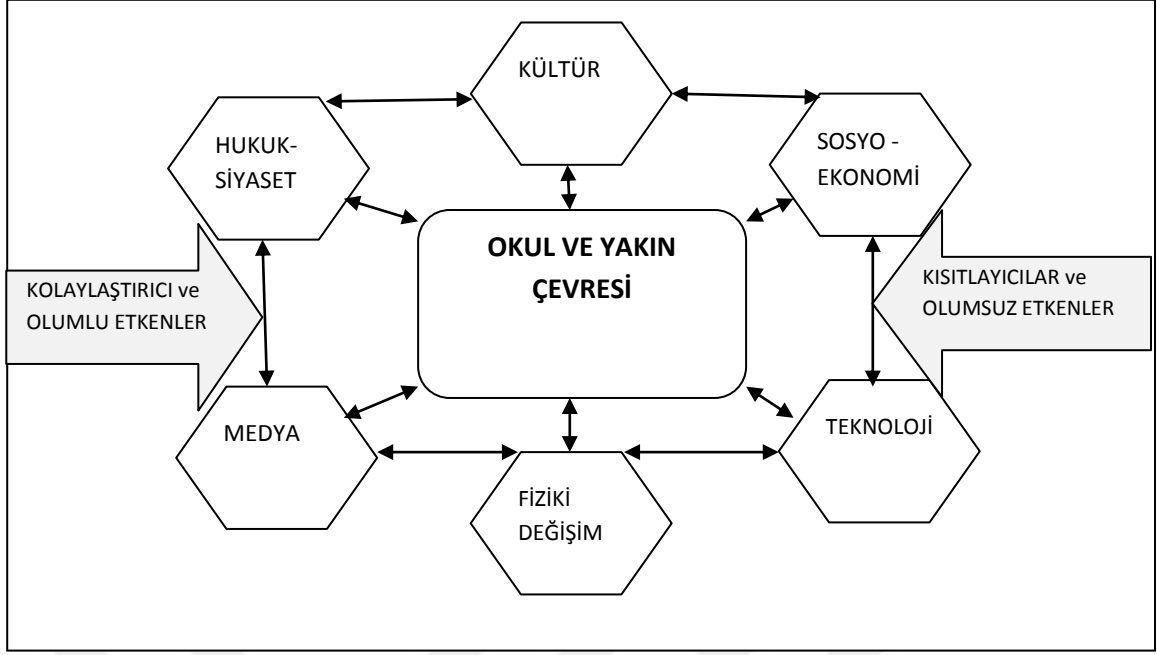 KÜLTÜR
HUKUK-
SİYASET
SOSYO -
EKONOMİ
OKUL VE YAKIN
ÇEVRESİ
KOLAYLAŞTIRICI ve
OLUMLU ETKENLER
KISITLAYICILAR ve
OLUMSUZ ETKENLER
MEDYA
TEKNOLOJİ
FİZİKİ
DEĞİŞİM